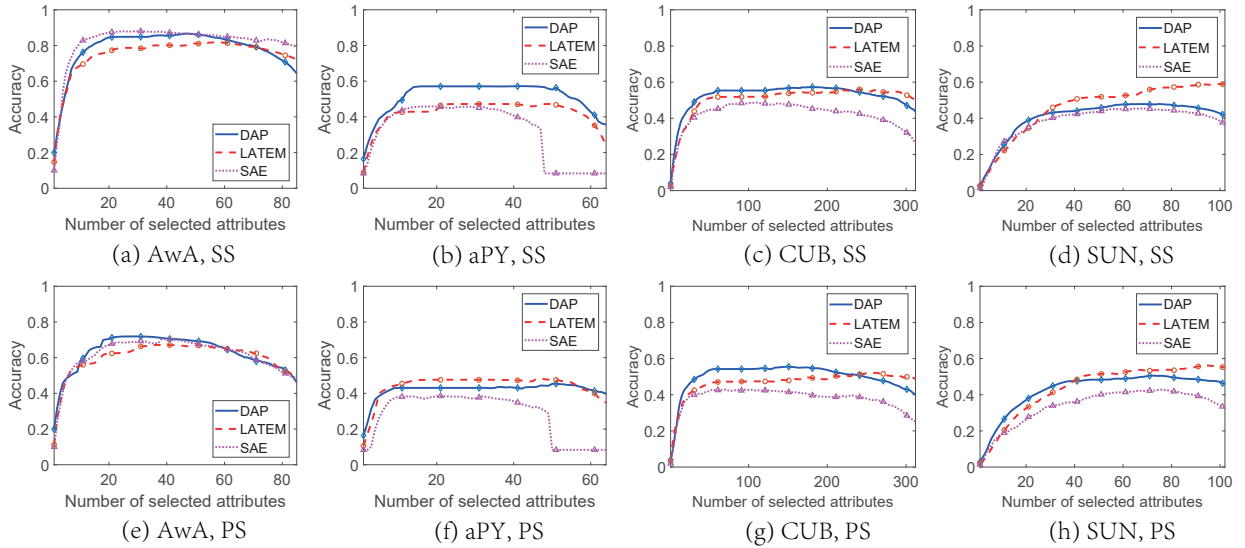 1
0.8
0.6
0.4
0.2
0
Accuracy
DAP
LATEM
SAE
20 40 60 80
Number of selected attributes
(a) AwA, SS
1
0.8
0.6
0.4
0.2
0
Accuracy
DAP
LATEM
SAE
20 40 60
Number of selected attributes
(b) aPY, SS
1
0.8
0.6
0.4
0.2
0
Accuracy
DAP
LATEM
SAE
100 200 300
Number of selected attributes
(c) CUB, SS
1
0.8
0.6
0.4
0.2
0
Accuracy
DAP
LATEM
SAE
20 40 60 80 100
Number of selected attributes
(d) SUN, SS
1
0.8
0.6
0.4
0.2
0
Accuracy
DAP
LATEM
SAE
20 40 60 80
Number of selected attributes
(e) AwA, PS
1
0.8
0.6
0.4
0.2
0
Accuracy
DAP
LATEM
SAE
20 40 60
Number of selected attributes
(f) aPY, PS
1
0.8
0.6
0.4
0.2
0
Accuracy
DAP
LATEM
SAE
100 200 300
Number of selected attributes
(g) CUB, PS
1
0.8
0.6
0.4
0.2
0
Accuracy
DAP
LATEM
SAE
20 40 60 80 100
Number of selected attributes
(h) SUN, PS